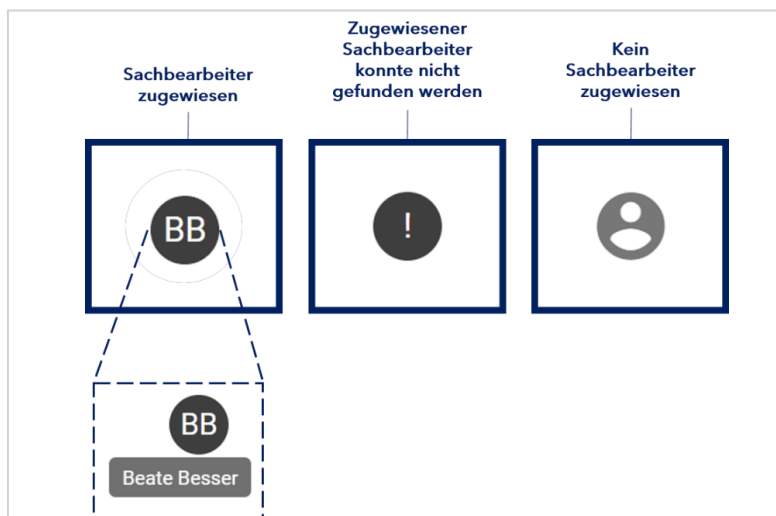 Sachbearbeiter
zugewiesen
Zugewiesener
Sachbearbeiter
konnte nicht
gefunden werden
Kein
Sachbearbeiter
zugewiesen
BB
!
BB
Beate Besser